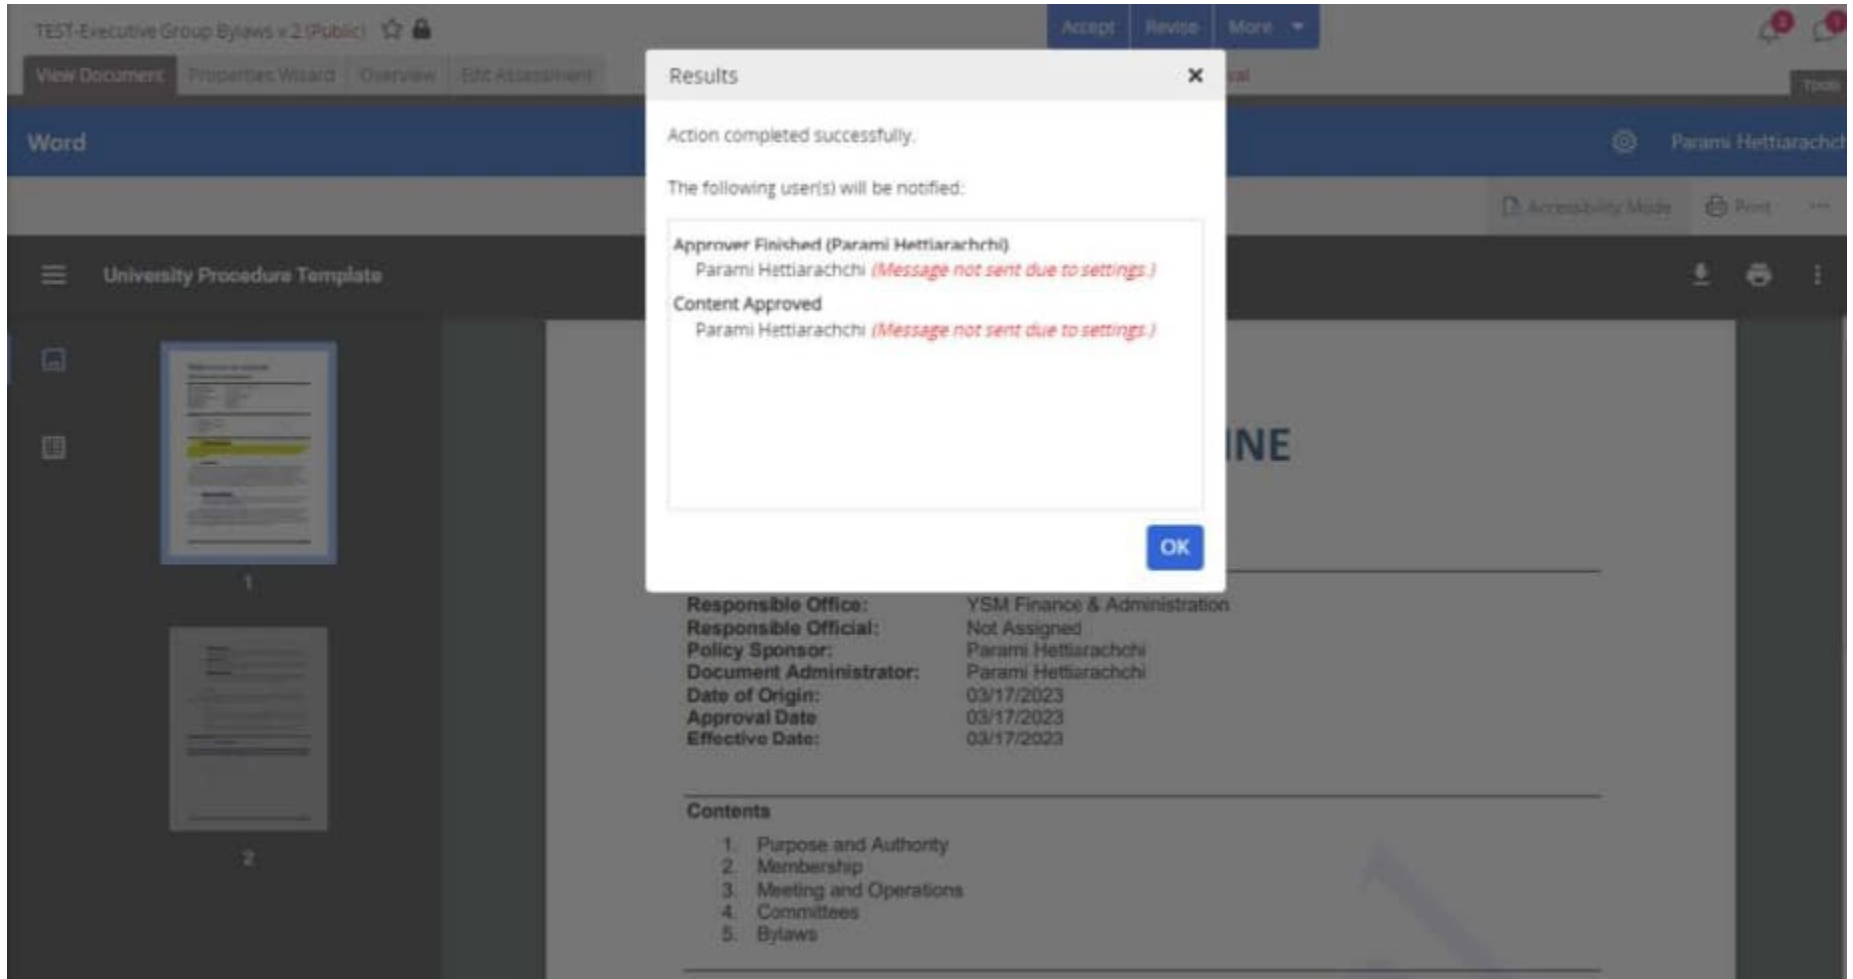 TEST-Executive Group Bylaws v.2 (Public)
Accept Revise More
View Document Properties Wizard Overview Edit Assessment
Tools
Results
Word
Parami Hettiarachch
Action completed successfully.
The following user(s) will be notified:
Accessibility Mode Print
University Procedure Template
Approver Finished (Parami Hettiarachchi)
Parami Hettiarachchi (Message not sent due to settings.)
Content Approved
Parami Hettiarachchi (Message not sent due to settings.)
INE
OK
1
Responsible Office: YSM Finance & Administration
Responsible Official: Not Assigned
Policy Sponsor: Parami Hettiarachchi
Document Administrator: Parami Hettiarachchi
Date of Origin: 03/17/2023
Approval Date 03/17/2023
Effective Date: 03/17/2023
Contents
1. Purpose and Authority
2. Membership
3. Meeting and Operations
4. Committees
5. Bylaws
2